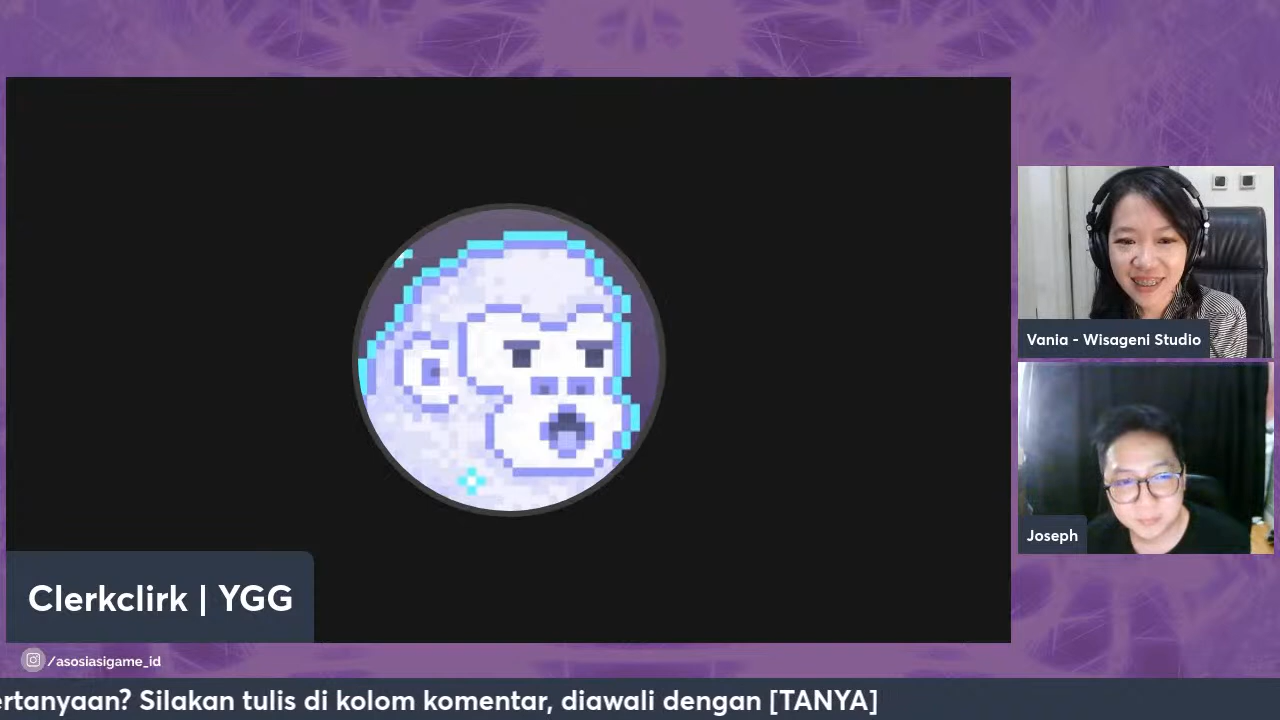 Vania - Wisageni Studio
Joseph
Clerkclirk | YGG
/asosiasigame_id
ertanyaan? Silakan tulis di kolom komentar, diawali dengan [TANYA]